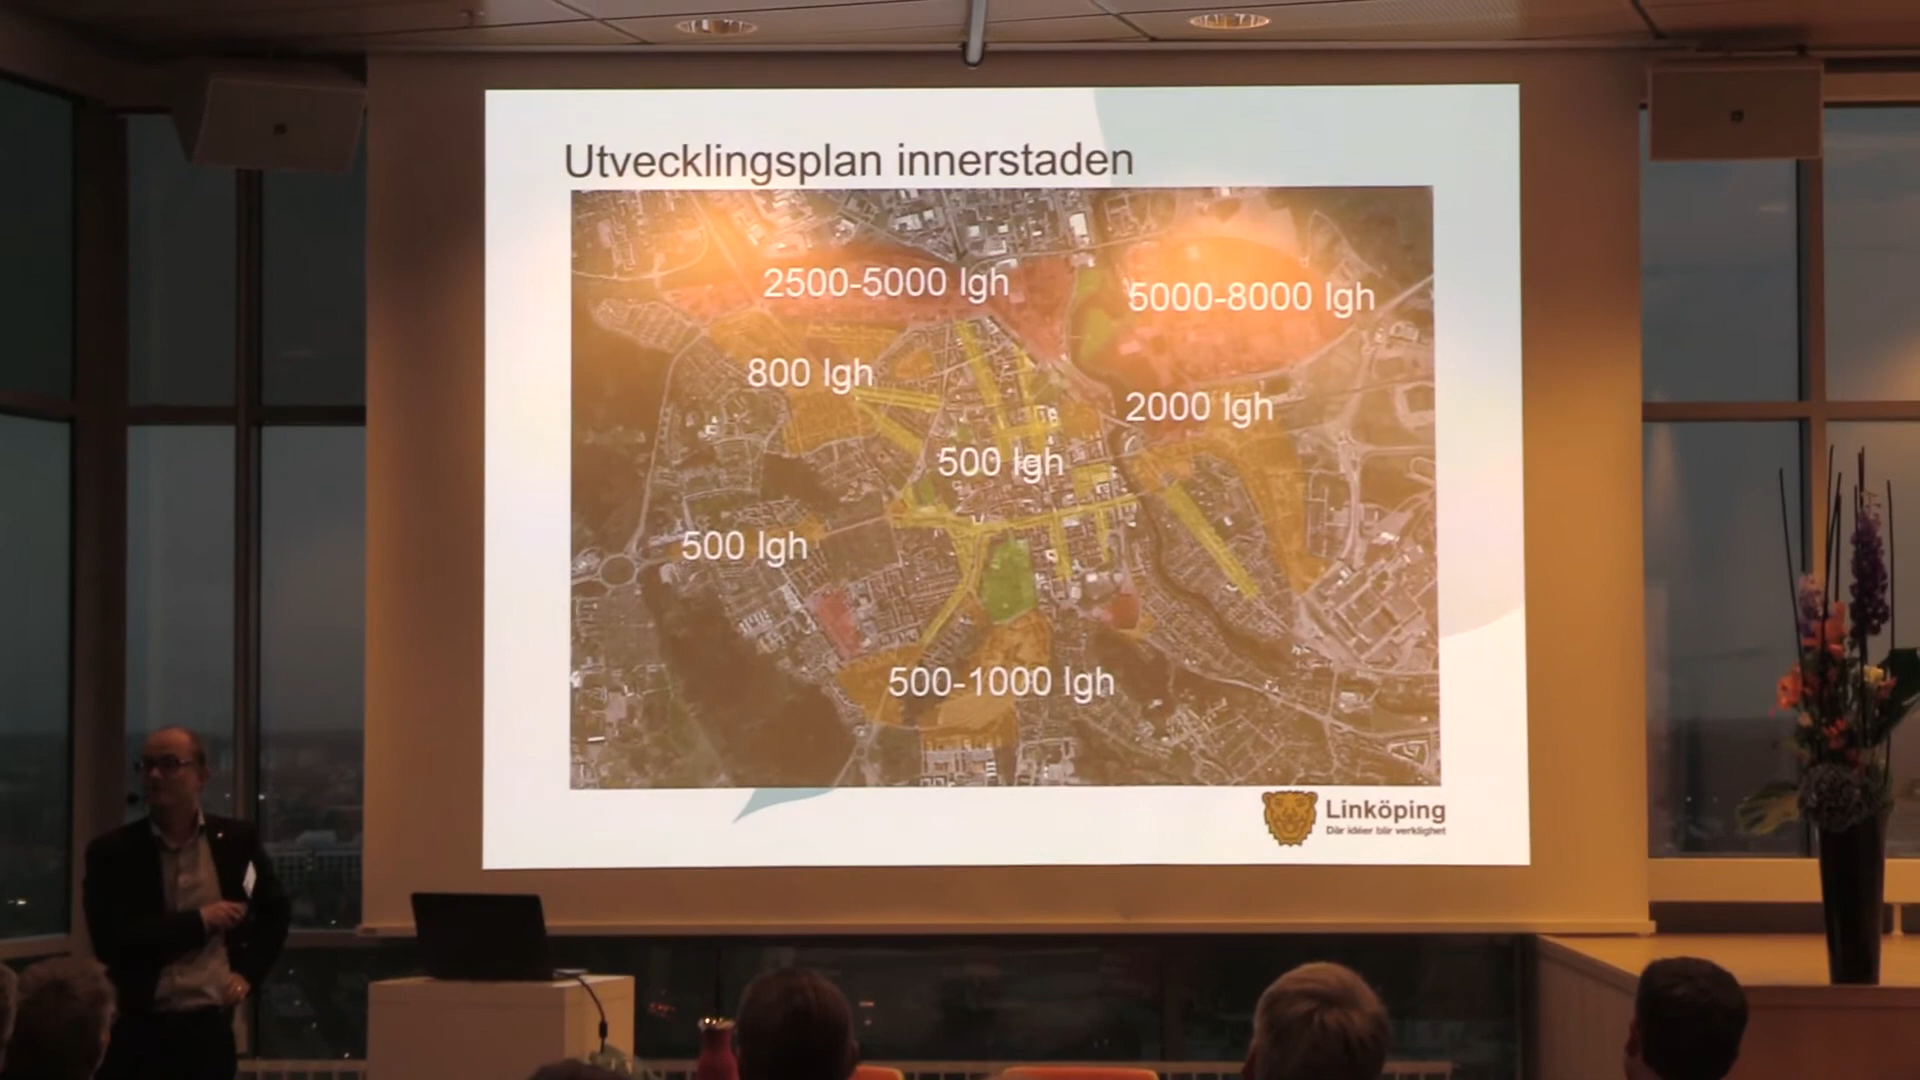 Utvecklingsplan innerstaden
2500-5000 lgh
5000-8000 lgh
800 lgh
2000 lgh
500 lgh
500 lgh
500-1000 lgh
Linköping
Där idéer blir verklighet